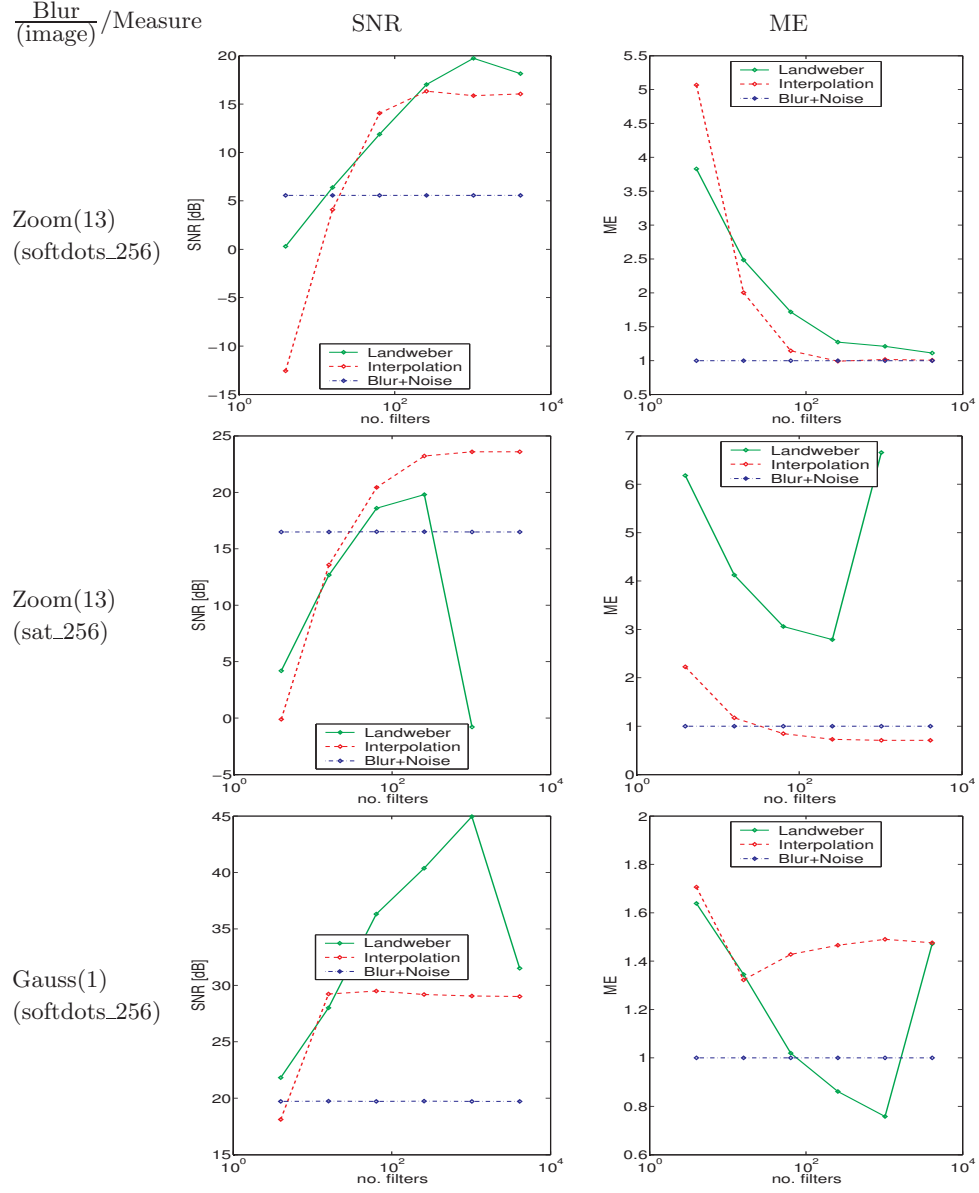 Blur/(image)/Measure SNR ME
Zoom(13)
(softdots_256)
20
15
10
5
0
−5
−10
−15
SNR [dB]
Landweber
Interpolation
Blur+Noise
10^0 10^2 10^4
no. filters
5.5
5
4.5
4
3.5
3
2.5
2
1.5
1
0.5
ME
Landweber
Interpolation
Blur+Noise
10^0 10^2 10^4
no. filters
Zoom(13)
(sat_256)
25
20
15
10
5
0
−5
SNR [dB]
Landweber
Interpolation
Blur+Noise
10^0 10^2 10^4
no. filters
7
6
5
4
3
2
1
0
ME
Landweber
Interpolation
Blur+Noise
10^0 10^2 10^4
no. filters
Gauss(1)
(softdots_256)
45
40
35
30
25
20
15
SNR [dB]
Landweber
Interpolation
Blur+Noise
10^0 10^2 10^4
no. filters
2
1.8
1.6
1.4
1.2
1
0.8
0.6
ME
Landweber
Interpolation
Blur+Noise
10^0 10^2 10^4
no. filters